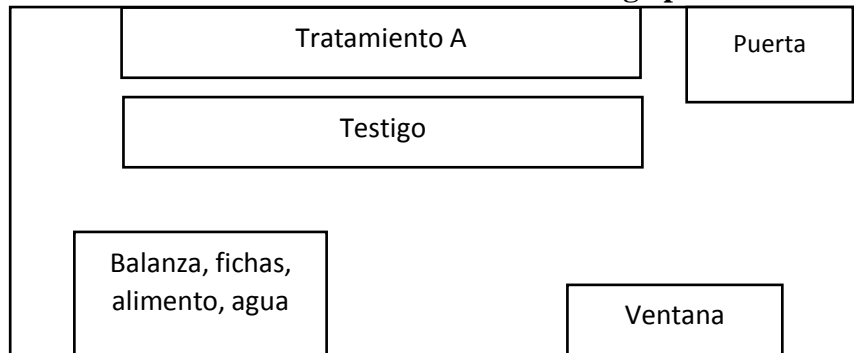 Tratamiento A
Puerta
Testigo
Balanza, fichas,
alimento, agua
Ventana